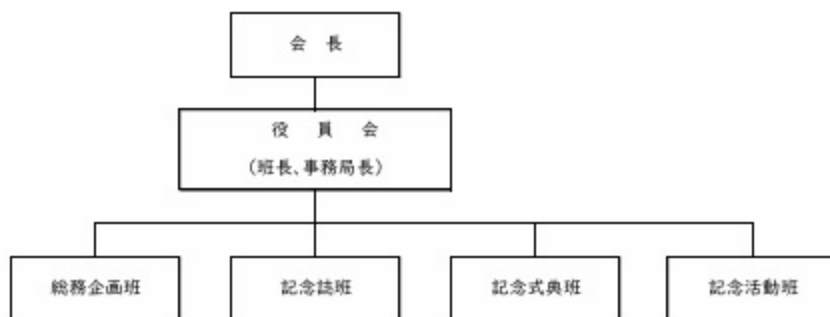 会 長
役 員 会
(班長、事務局長)
総務企画班
記念誌班
記念式典班
記念活動班